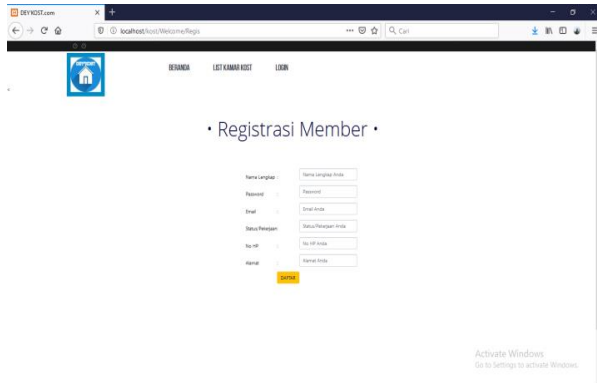 DEY'KOST.com
localhost/kost/Welcome/Regis
Cari
BERANDA LIST KAMAR KOST LOGIN
• Registrasi Member •
Nama Lengkap : Nama Lengkap Anda
Password : Password
Email : Email Anda
Status/Pekerjaan Status/Pekerjaan Anda
No HP : No HP Anda
Alamat : Alamat Anda
DAFTAR
Activate Windows
Go to Settings to activate Windows.